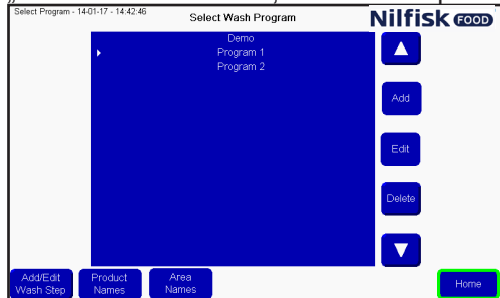 Select Program - 14-01-17 - 14:42:46
Select Wash Program
Nilfisk FOOD
Demo
Program 1
Program 2
Add
Edit
Delete
Add/Edit
Wash Step
Product
Names
Area
Names
Home